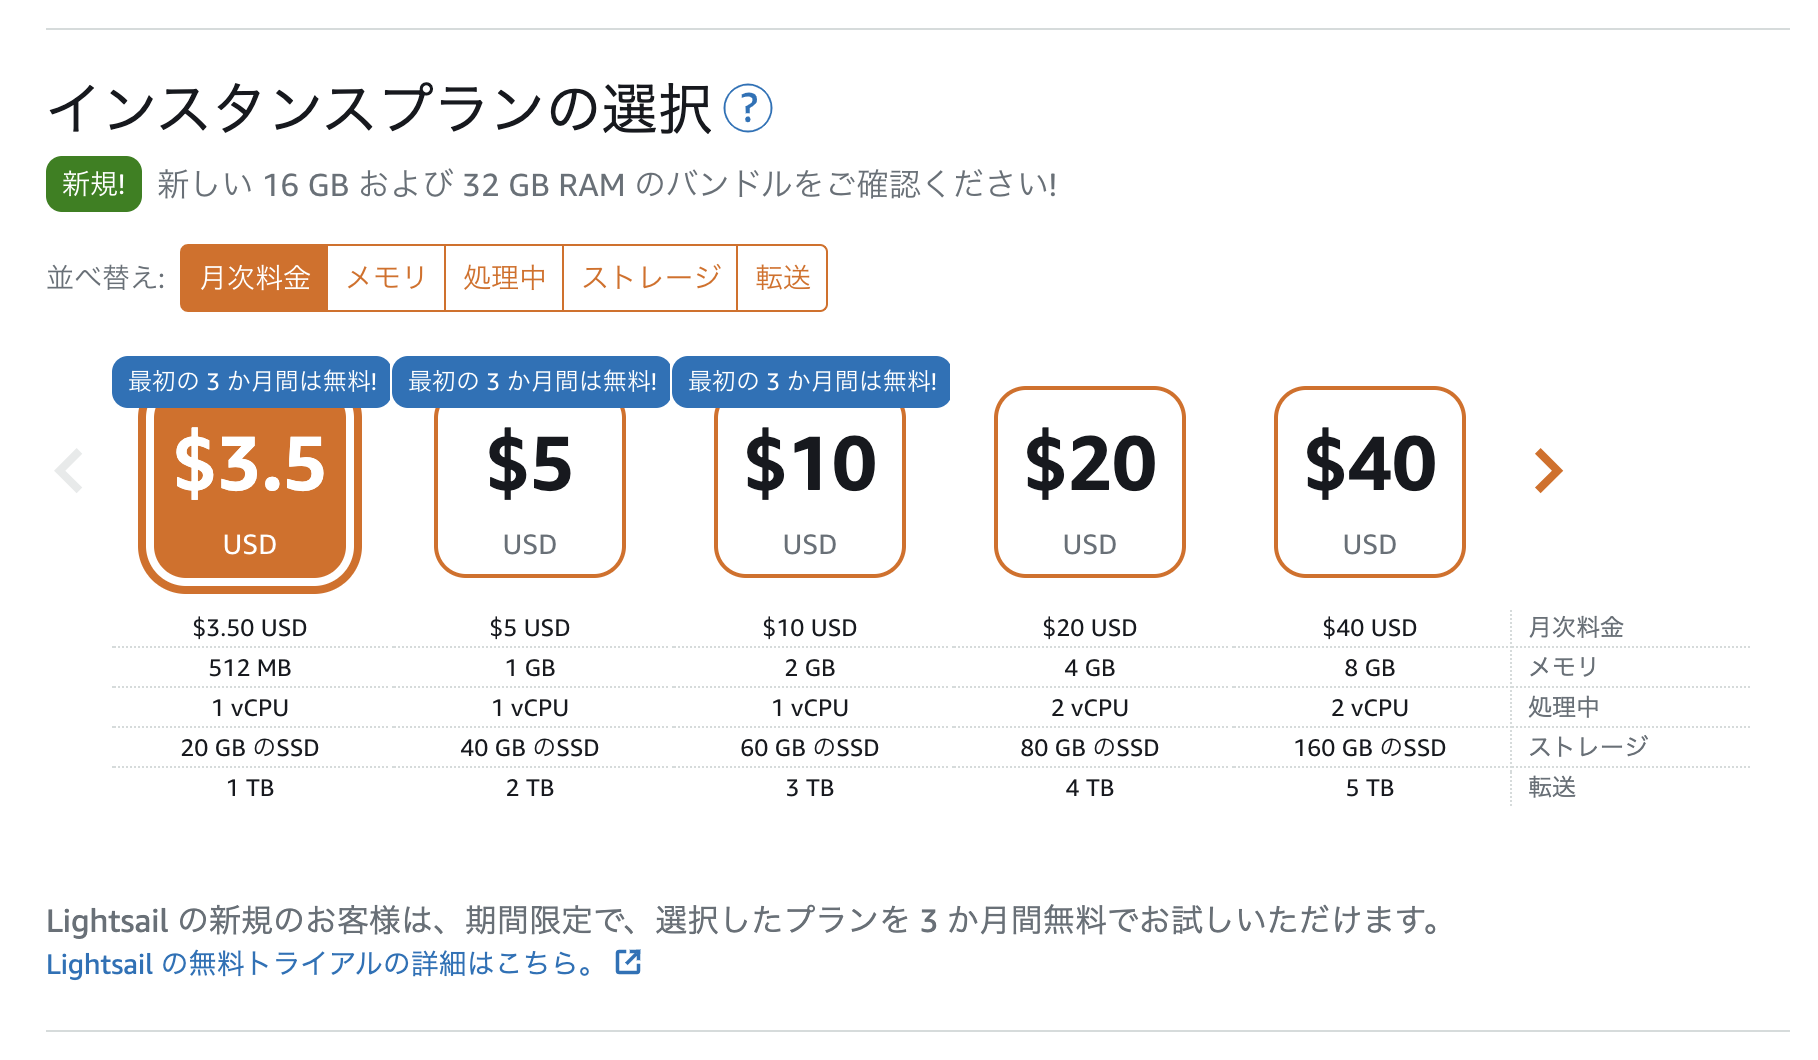 インスタンスプランの選択 ?
新規! 新しい 16 GB および 32 GB RAM のバンドルをご確認ください!
並べ替え: 月次料金 メモリ 処理中 ストレージ 転送
最初の 3 か月間は無料! 最初の 3 か月間は無料! 最初の 3 か月間は無料!
$3.5 $5 $10 $20 $40
USD USD USD USD USD
$3.50 USD $5 USD $10 USD $20 USD $40 USD 月次料金
512 MB 1 GB 2 GB 4 GB 8 GB メモリ
1 vCPU 1 vCPU 1 vCPU 2 vCPU 2 vCPU 処理中
20 GB のSSD 40 GB のSSD 60 GB のSSD 80 GB のSSD 160 GB のSSD ストレージ
1 TB 2 TB 3 TB 4 TB 5 TB 転送
Lightsail の新規のお客様は、期間限定で、選択したプランを 3 か月間無料でお試しいただけます。
Lightsail の無料トライアルの詳細はこちら。